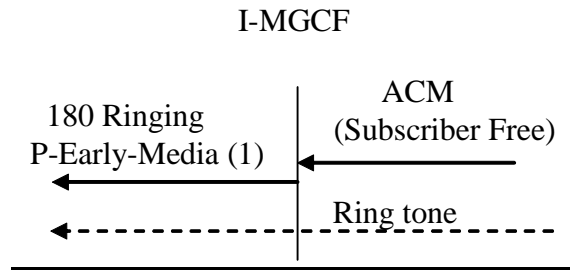 I-MGCF
180 Ringing
P-Early-Media (1)
ACM
(Subscriber Free)
Ring tone